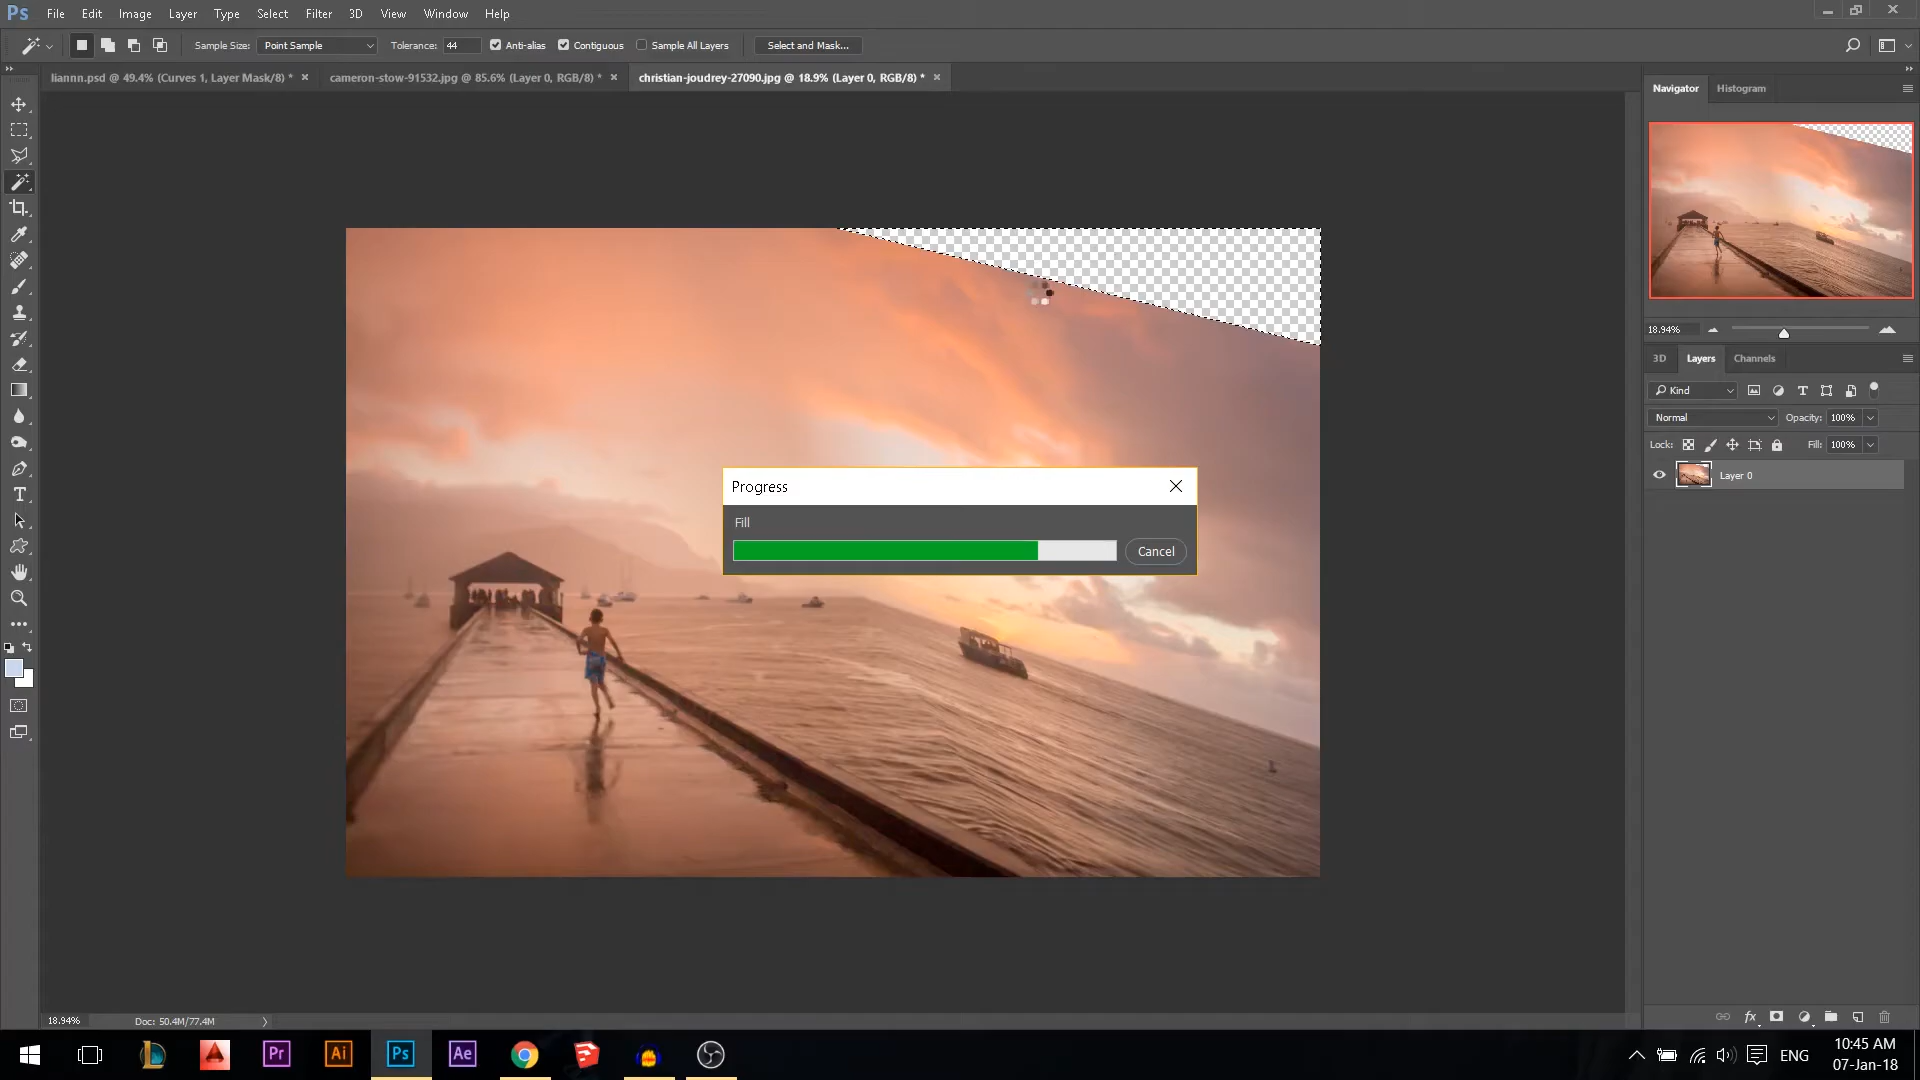 Ps File Edit Image Layer Type Select Filter 3D View Window Help
Sample Size: Point Sample Tolerance: 44 Anti-alias Contiguous Sample All Layers Select and Mask...
liannn.psd @ 49.4% (Curves 1, Layer Mask/8) * × cameron-stow-91532.jpg @ 85.6% (Layer 0, RGB/8) * × christian-joudrey-27090.jpg @ 18.9% (Layer 0, RGB/8) * ×
Navigator Histogram
18.94%
3D Layers Channels
Kind
Normal Opacity: 100%
Lock: Fill: 100%
Layer 0
Progress
Fill
Cancel
18.94% Doc: 50.4M/77.4M
Pr Ai Ps Ae
ENG
10:45 AM
07-Jan-18